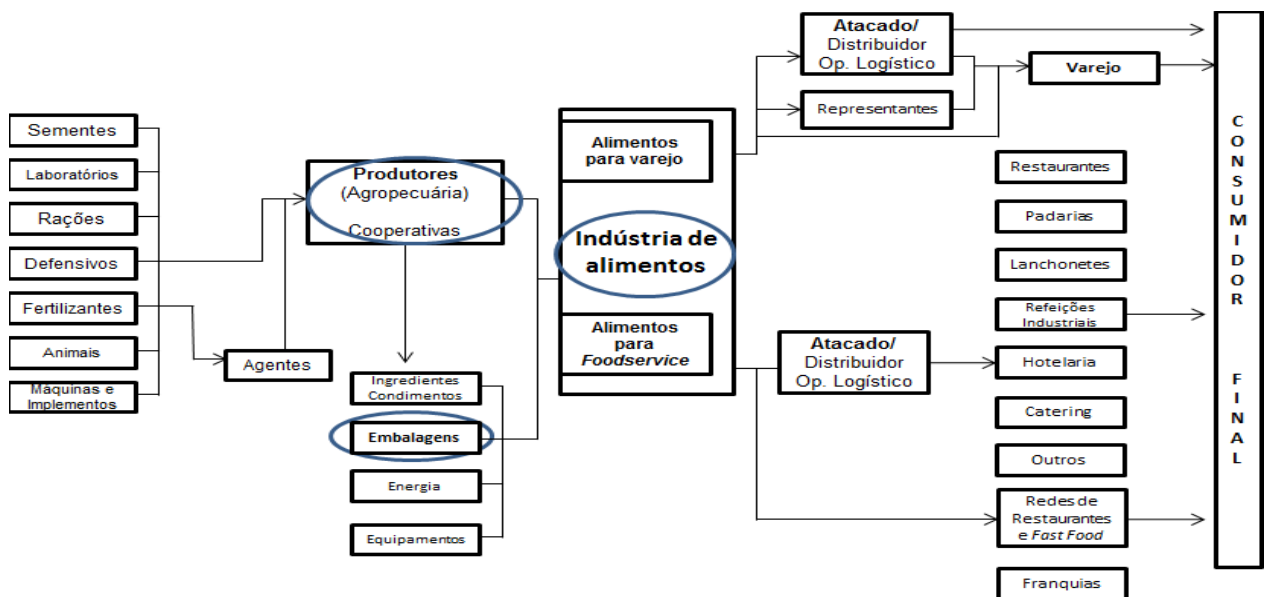 Sementes
Laboratórios
Rações
Defensivos
Fertilizantes
Animais
Máquinas e
Implementos
Agentes
Produtores
(Agropecuária)
Cooperativas
Ingredientes
Condimentos
Embalagens
Energia
Equipamentos
Alimentos
para varejo
Indústria de
alimentos
Alimentos
para
Foodservice
Atacado/
Distribuidor
Op. Logístico
Representantes
Varejo
Atacado/
Distribuidor
Op. Logístico
Restaurantes
Padarias
Lanchonetes
Refeições
Industriais
Hotelaria
Catering
Outros
Redes de
Restaurantes
e Fast Food
Franquias
CONSUMIDOR FINAL